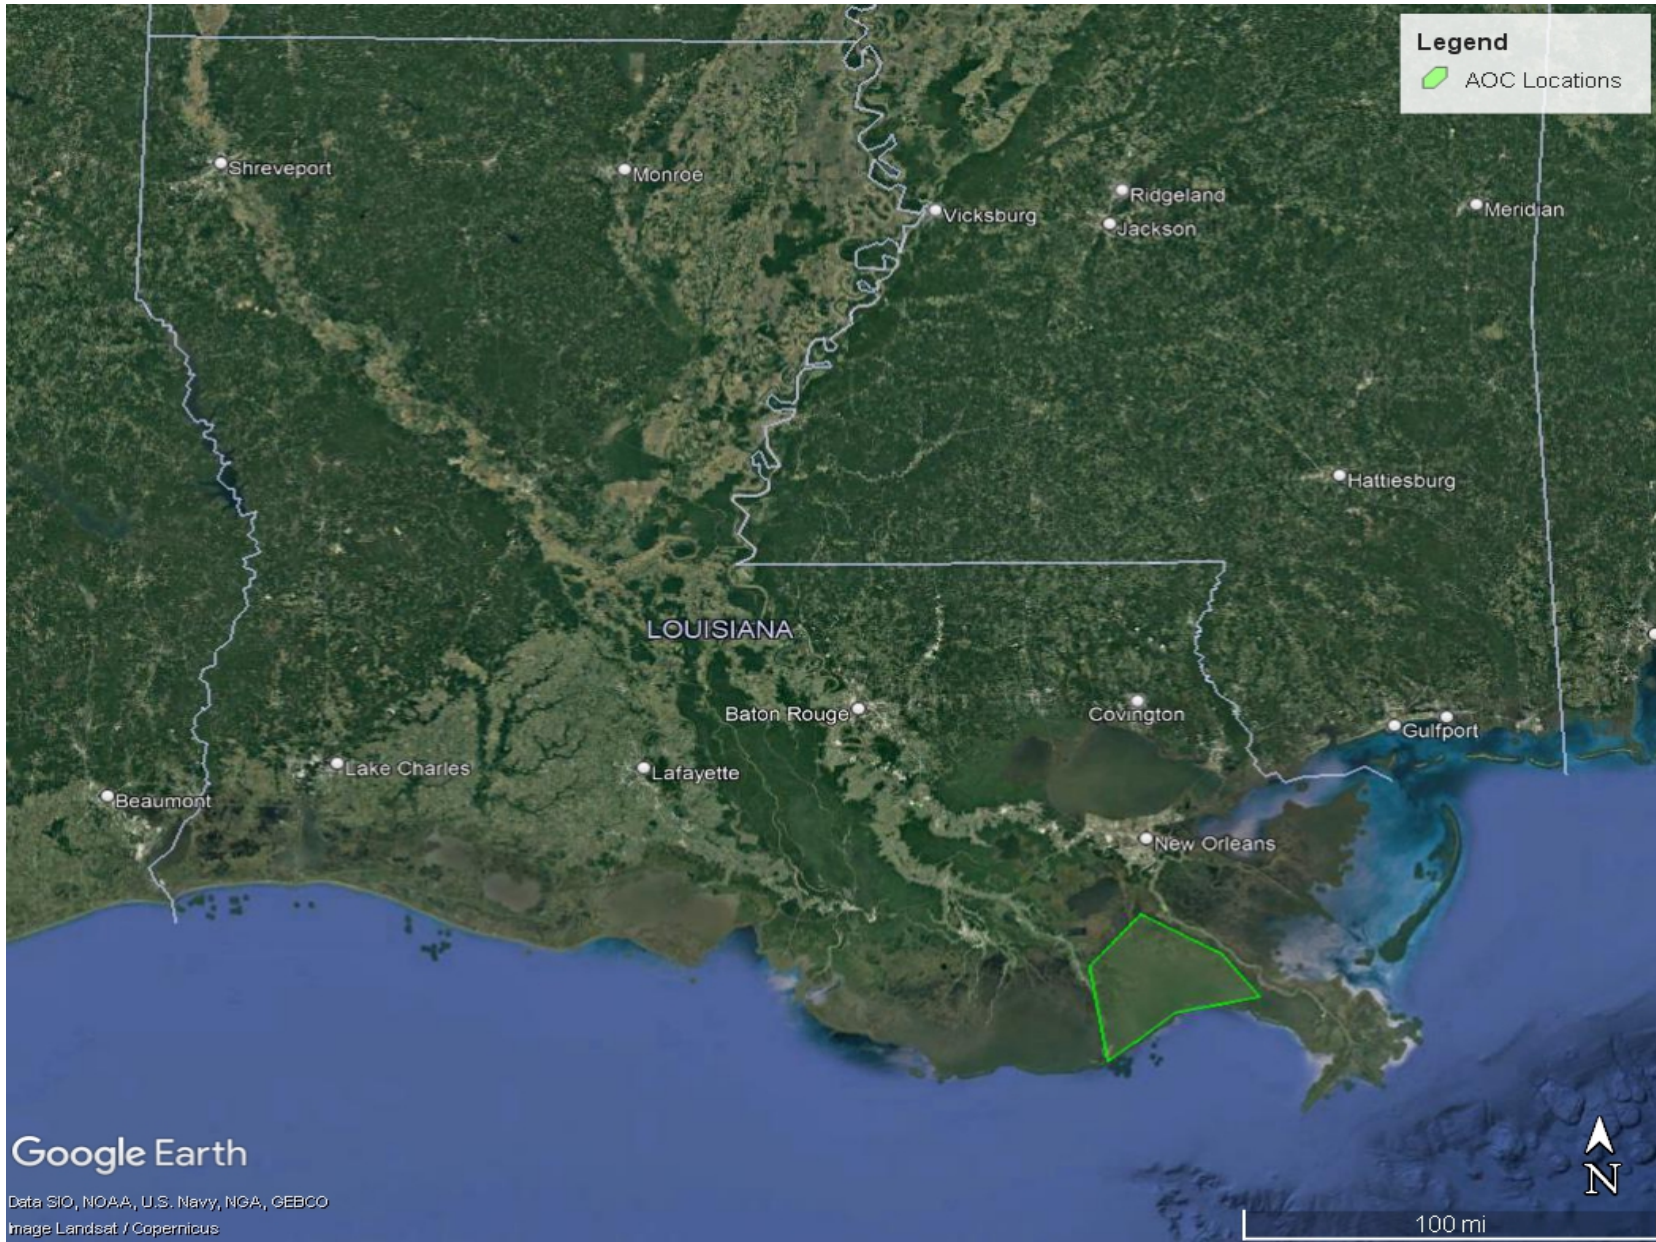 Legend
AOC Locations
Shreveport
Monroe
Ridgeland
Meridian
Vicksburg
Jackson
Hattiesburg
LOUISIANA
Baton Rouge
Covington
Gulfport
Lake Charles
Lafayette
Beaumont
New Orleans
Google Earth
N
Data SIO, NOAA, U.S. Navy, NGA, GEBCO
Image Landsat / Copernicus
100 mi